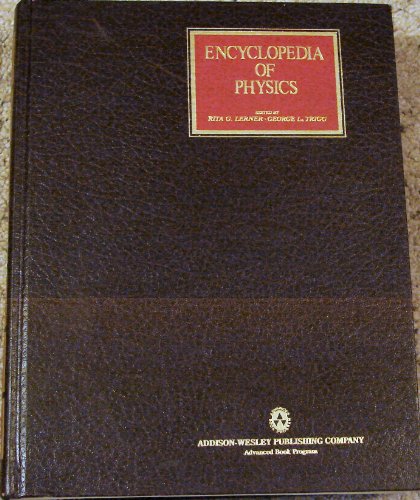 ENCYCLOPEDIA
OF
PHYSICS
EDITED BY
RITA G. LERNER · GEORGE L. TRIGG
ADDISON-WESLEY PUBLISHING COMPANY
Advanced Book Program